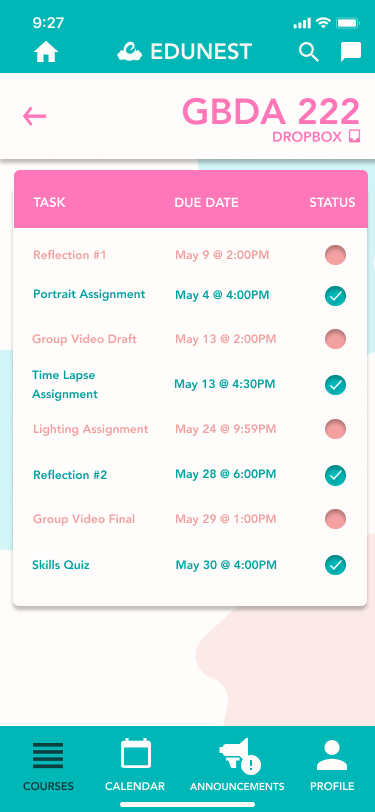 9:27
EDUNEST
GBDA 222
DROPBOX
TASK DUE DATE STATUS
Reflection #1 May 9 @ 2:00PM
Portrait Assignment May 4 @ 4:00PM
Group Video Draft May 13 @ 2:00PM
Time Lapse
Assignment May 13 @ 4:30PM
Lighting Assignment May 24 @ 9:59PM
Reflection #2 May 28 @ 6:00PM
Group Video Final May 29 @ 1:00PM
Skills Quiz May 30 @ 4:00PM
COURSES CALENDAR ANNOUNCEMENTS PROFILE